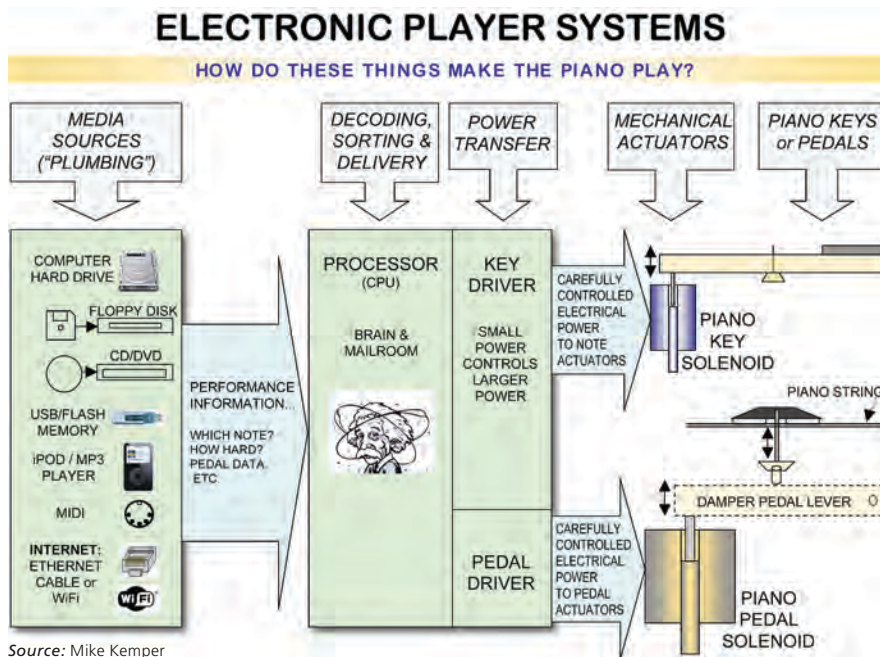 ELECTRONIC PLAYER SYSTEMS
HOW DO THESE THINGS MAKE THE PIANO PLAY?
MEDIA
SOURCES
("PLUMBING")
DECODING,
SORTING &
DELIVERY
POWER
TRANSFER
MECHANICAL
ACTUATORS
PIANO KEYS
or PEDALS
COMPUTER
HARD DRIVE
FLOPPY DISK
CD/DVD
USB/FLASH
MEMORY
iPOD / MP3
PLAYER
MIDI
INTERNET:
ETHERNET
CABLE or
WiFi
Wi Fi
PERFORMANCE
INFORMATION...
WHICH NOTE?
HOW HARD?
PEDAL DATA.
ETC.
PROCESSOR
(CPU)
BRAIN &
MAILROOM
KEY
DRIVER
SMALL
POWER
CONTROLS
LARGER
POWER
PEDAL
DRIVER
CAREFULLY
CONTROLLED
ELECTRICAL
POWER
TO NOTE
ACTUATORS
CAREFULLY
CONTROLLED
ELECTRICAL
POWER
TO PEDAL
ACTUATORS
PIANO
KEY
SOLENOID
PIANO STRING
DAMPER PEDAL LEVER
PIANO
PEDAL
SOLENOID
Source: Mike Kemper